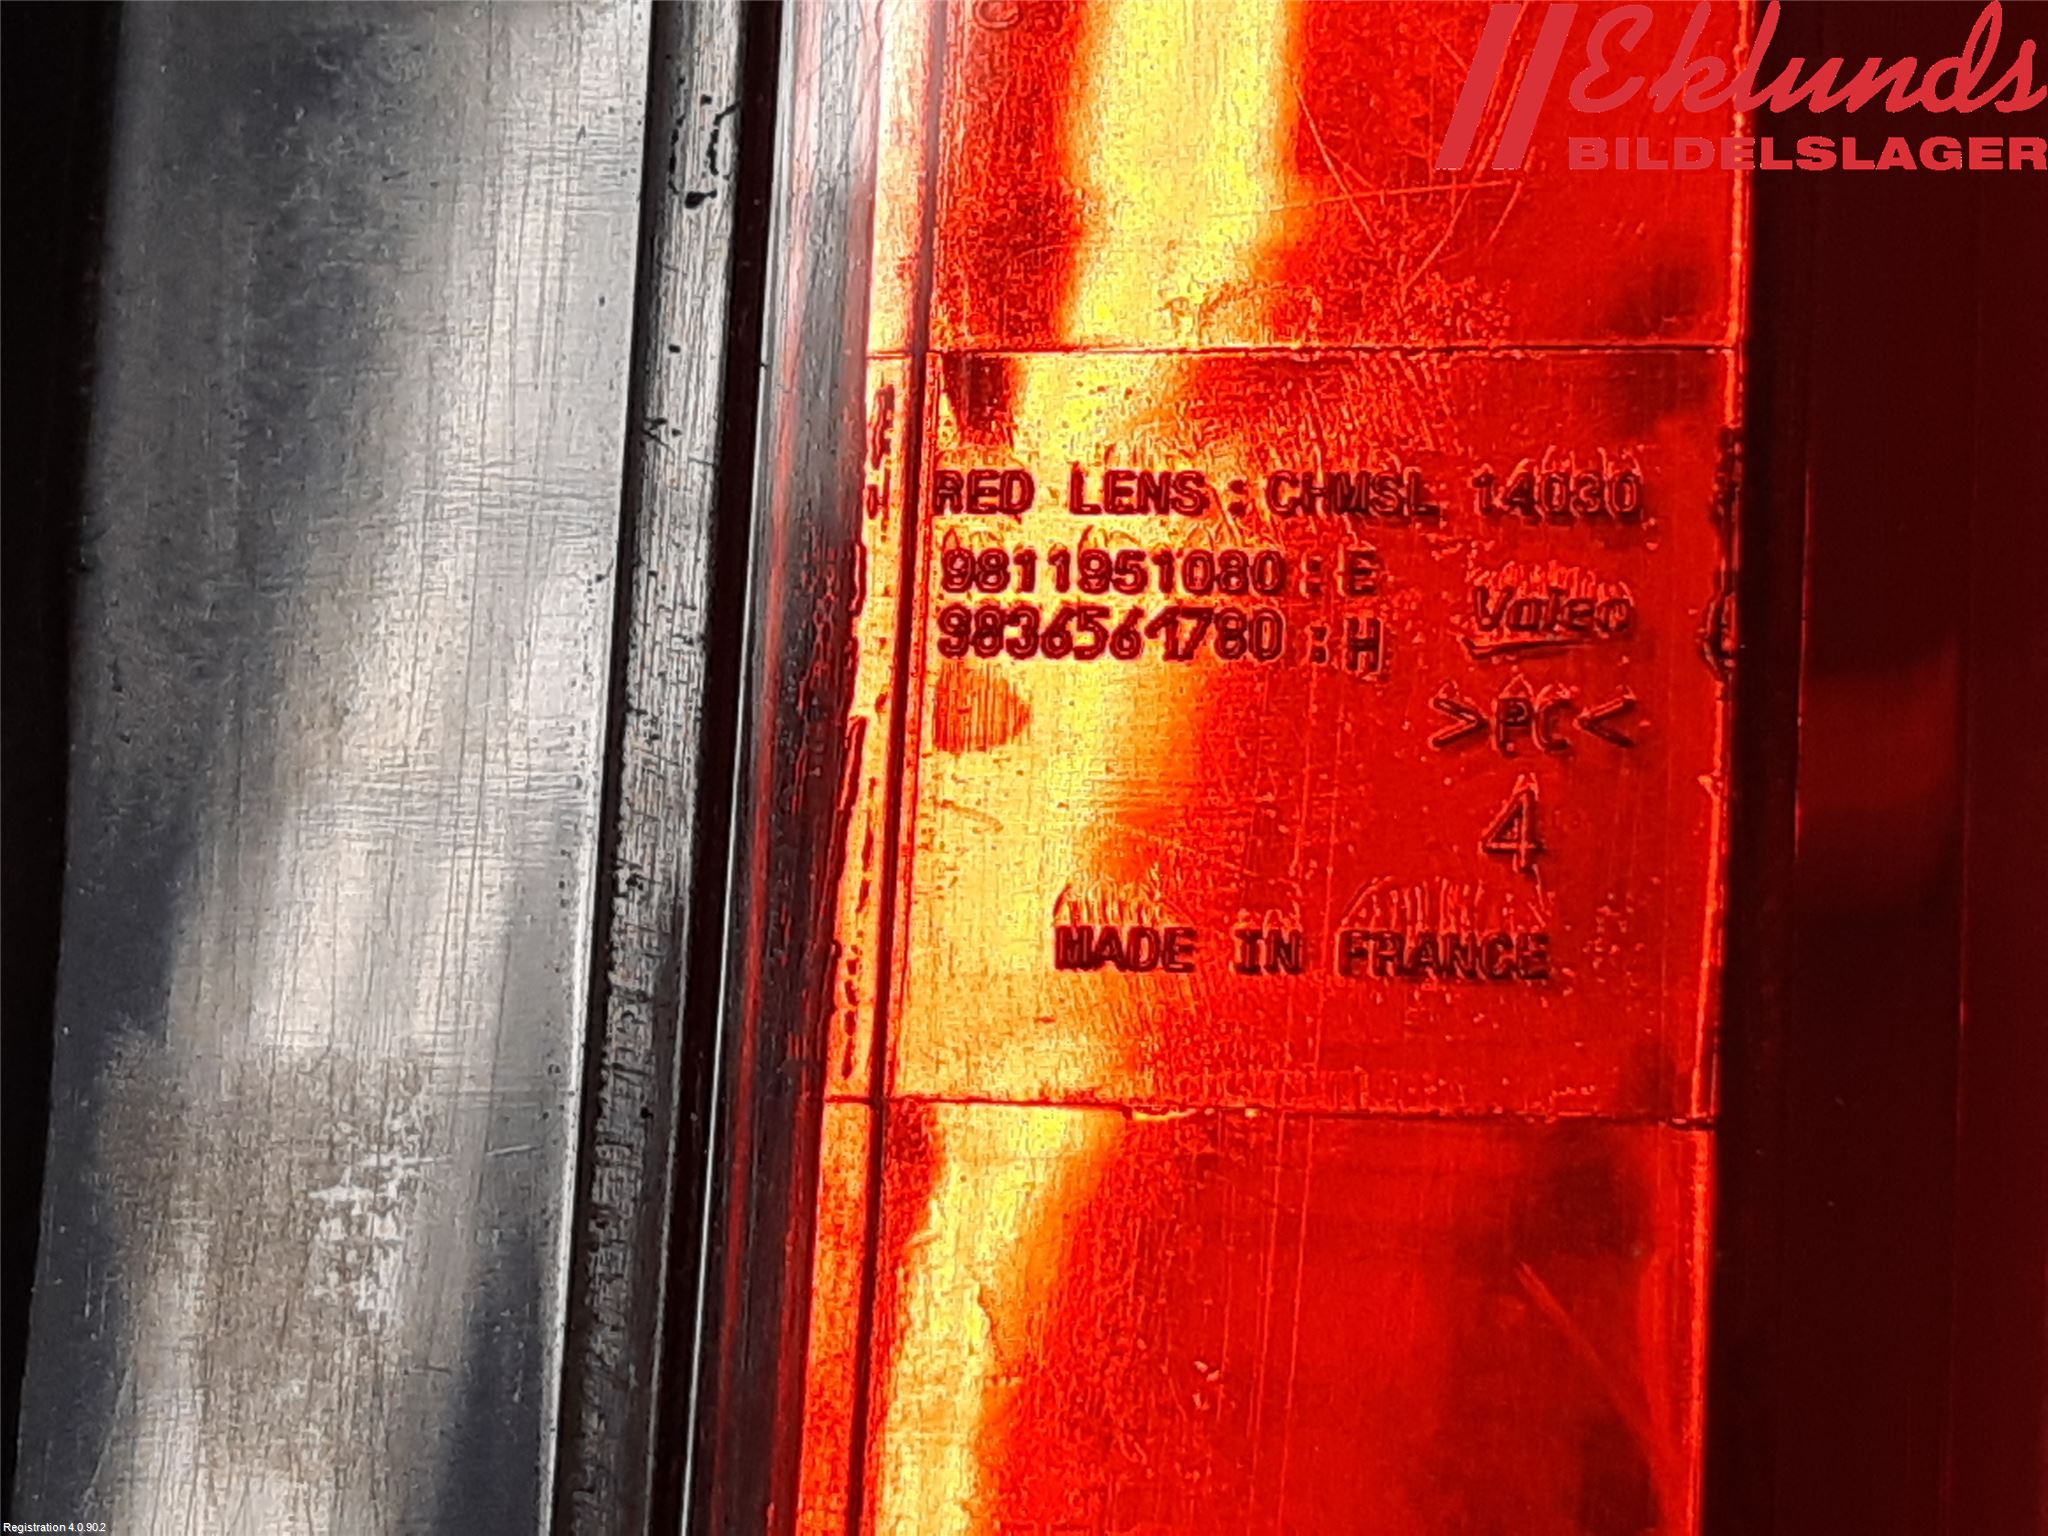 Eklunds
BILDELSLAGER
RED LENS : CHMSL 14030
9811951080 : E
9836561780 : H
Valeo
>PC<
4
MADE IN FRANCE
Registration 4.0.90.2